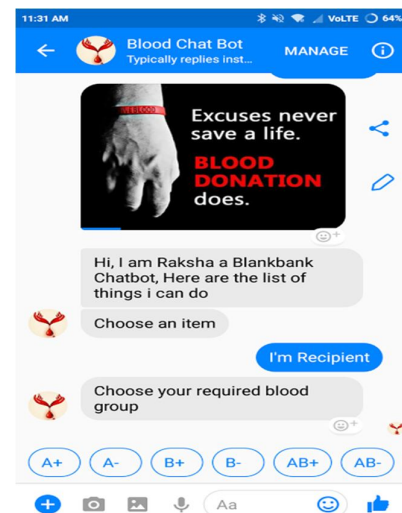 11:31 AM
VoLTE 64%
Blood Chat Bot
Typically replies inst...
MANAGE
Excuses never
save a life.
BLOOD
DONATION
does.
Hi, I am Raksha a Blankbank
Chatbot, Here are the list of
things i can do
Choose an item
I'm Recipient
Choose your required blood
group
A+ A- B+ B- AB+ AB-
Aa